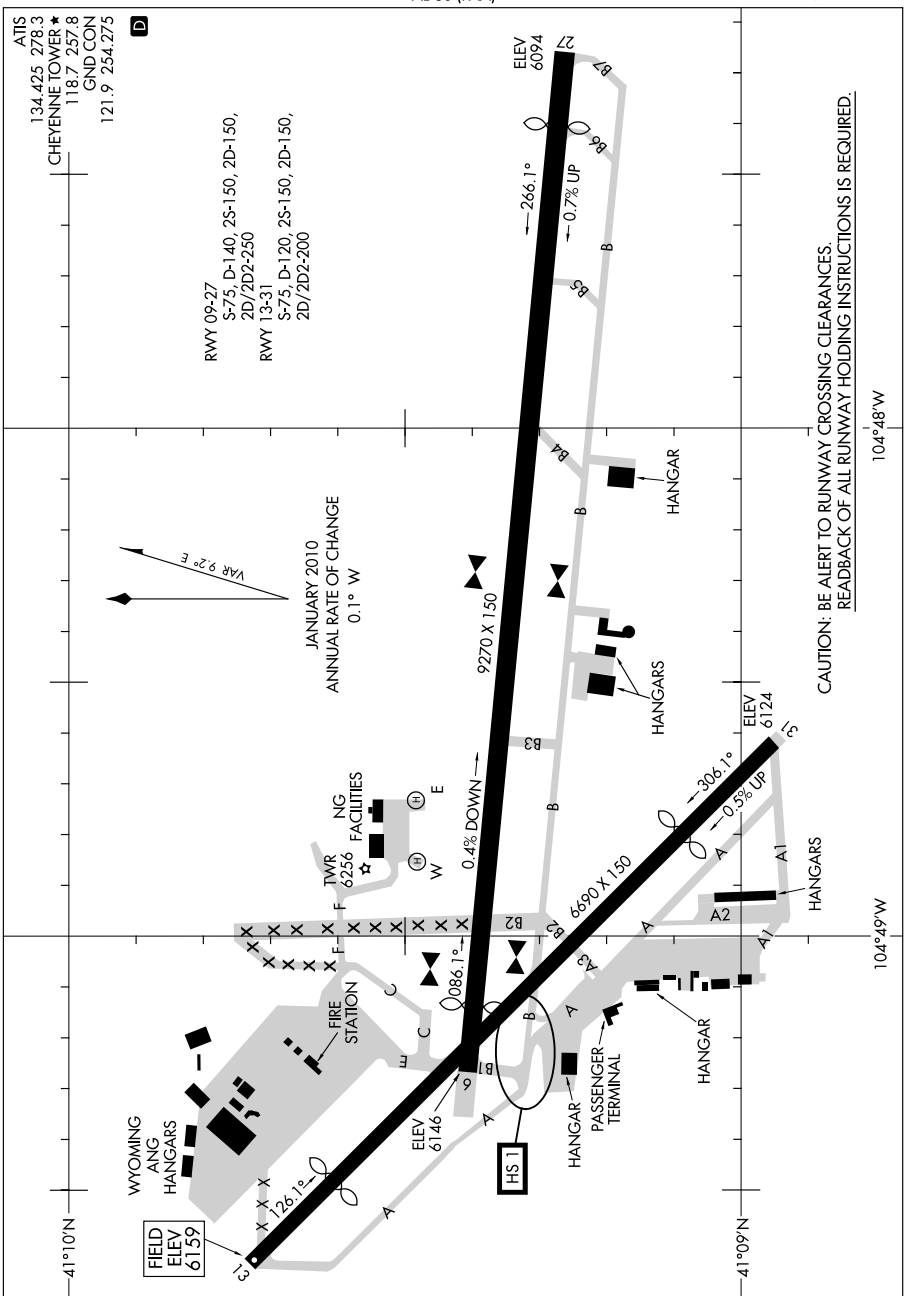 AD 80 (FAA)
ATIS
134.425 278.3
CHEYENNE TOWER ★
118.7 257.8
GND CON
121.9 254.275
D
RWY 09-27
S-75, D-140, 2S-150, 2D-150,
2D/2D2-250
RWY 13-31
S-75, D-120, 2S-150, 2D-150,
2D/2D2-200
JANUARY 2010
ANNUAL RATE OF CHANGE
0.1° W
VAR 9.2° E
41°10'N
WYOMING
ANG
HANGARS
FIRE
STATION
NG
FACILITIES
TWR
6256
W
E
H
H
FIELD
ELEV
6159
13
126.1°
X X X
X X X X X X X X X X X X X
F
F
C
C
E
ELEV
6146
9
086.1°
0.4% DOWN
9270 X 150
266.1°
0.7% UP
ELEV
6094
27
A
A
B1
B
B2
B2
B3
B
B
B4
B5
B
B6
B7
HS 1
HANGAR
PASSENGER
TERMINAL
A
A3
A
A
A2
A1
A1
HANGAR
HANGARS
6690 X 150
306.1°
0.5% UP
ELEV
6124
31
HANGARS
HANGAR
41°09'N
104°49'W
104°48'W
CAUTION: BE ALERT TO RUNWAY CROSSING CLEARANCES.
READBACK OF ALL RUNWAY HOLDING INSTRUCTIONS IS REQUIRED.